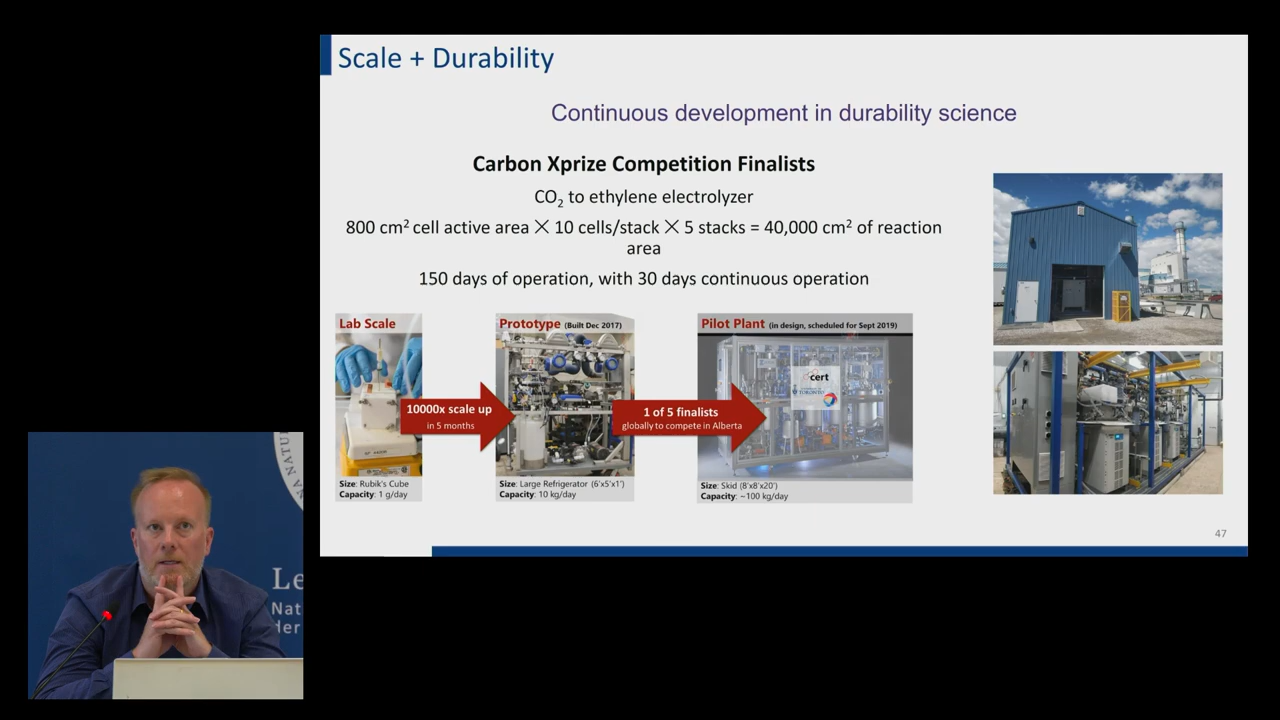 Scale + Durability
Continuous development in durability science
Carbon Xprize Competition Finalists
CO₂ to ethylene electrolyzer
800 cm² cell active area × 10 cells/stack × 5 stacks = 40,000 cm² of reaction
area
150 days of operation, with 30 days continuous operation
Lab Scale
10000x scale up
in 5 months
Size: Rubik's Cube
Capacity: 1 g/day
Prototype (Built Dec 2017)
1 of 5 finalists
globally to compete in Alberta
Size: Large Refrigerator (6'x5'x1')
Capacity: 10 kg/day
Pilot Plant (in design, scheduled for Sept 2019)
cert
TORONTO
Size: Skid (8'x8'x20')
Capacity: ~100 kg/day
47
Le
Nat
der